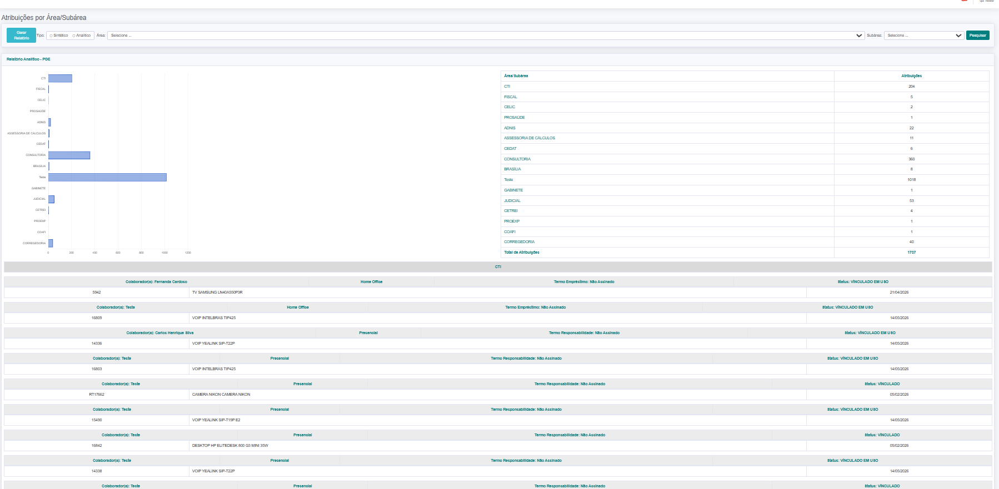 qa Teste
Atribuições por Área/Subárea
Gerar Relatório
Tipo: Sintético Analítico Área: Selecione ... Subárea: Selecione ... Pesquisar
Relatório Analítico - PGE
CTI
FISCAL
CELIC
PROSAÚDE
ADNIS
ASSESSORIA DE CÁLCULOS
CEDAT
CONSULTORIA
BRASÍLIA
Teste
GABINETE
JUDICIAL
CETREI
PROEXP
COAFI
CORREGEDORIA
0 200 400 600 800 1000 1200
Área/Subárea Atribuições
CTI 204
FISCAL 5
CELIC 2
PROSAÚDE 1
ADNIS 22
ASSESSORIA DE CÁLCULOS 11
CEDAT 6
CONSULTORIA 360
BRASÍLIA 8
Teste 1018
GABINETE 1
JUDICIAL 53
CETREI 4
PROEXP 1
COAFI 1
CORREGEDORIA 40
Total de Atribuições 1737
CTI
Colaborador(a): Fernanda Cardoso Home Office Termo Empréstimo: Não Assinado Status: VÍNCULADO EM USO
5942 TV SAMSUNG LN40A550P3R 21/04/2026
Colaborador(a): Teste Home Office Termo Empréstimo: Não Assinado Status: VÍNCULADO EM USO
16809 VOIP INTELBRAS TIP425 14/05/2026
Colaborador(a): Carlos Henrique Silva Presencial Termo Responsabilidade: Não Assinado Status: VÍNCULADO EM USO
14336 VOIP YEALINK SIP-T22P 14/05/2026
Colaborador(a): Teste Presencial Termo Responsabilidade: Não Assinado Status: VÍNCULADO EM USO
16803 VOIP INTELBRAS TIP425 14/05/2026
Colaborador(a): Teste Presencial Termo Responsabilidade: Não Assinado Status: VÍNCULADO
RT17662 CAMERA NIKON CAMERA NIKON 05/02/2026
Colaborador(a): Teste Presencial Termo Responsabilidade: Não Assinado Status: VÍNCULADO EM USO
15490 VOIP YEALINK SIP-T19P E2 14/05/2026
Colaborador(a): Teste Presencial Termo Responsabilidade: Não Assinado Status: VÍNCULADO
16842 DESKTOP HP ELITEDESK 800 G3 MINI 35W 05/02/2026
Colaborador(a): Teste Presencial Termo Responsabilidade: Não Assinado Status: VÍNCULADO EM USO
14338 VOIP YEALINK SIP-T22P 14/05/2026
Colaborador(a): Teste Presencial Termo Responsabilidade: Não Assinado Status: VÍNCULADO